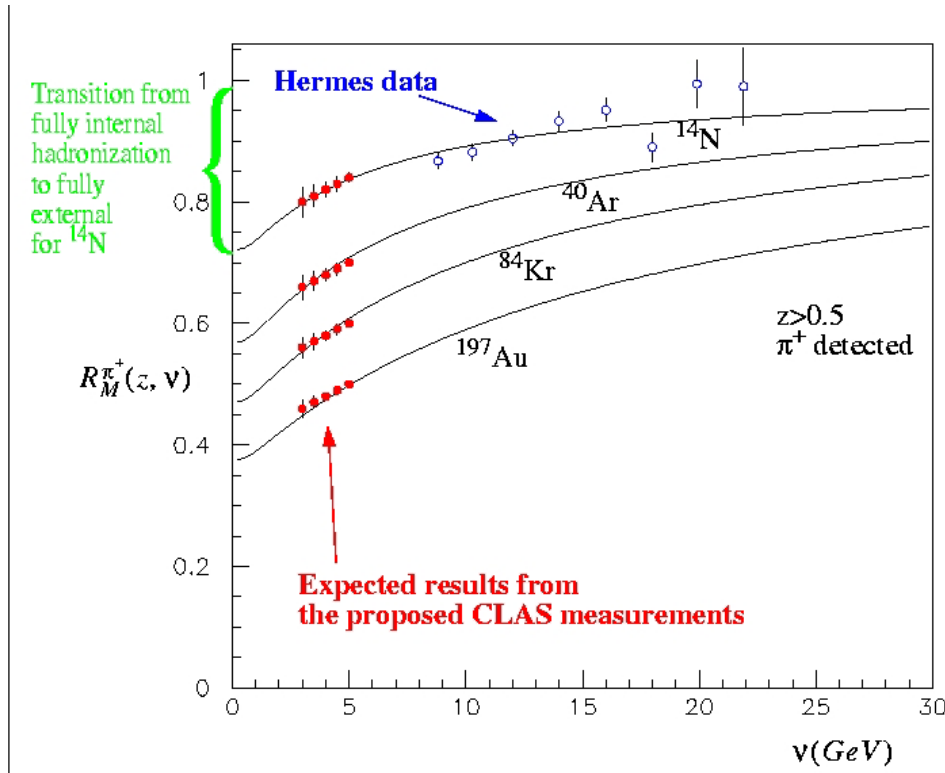 Hermes data
Transition from
fully internal
hadronization
to fully
external
for ¹⁴N
¹⁴N
⁴⁰Ar
⁸⁴Kr
¹⁹⁷Au
z>0.5
π⁺ detected
R_M^π⁺(z, ν)
Expected results from
the proposed CLAS measurements
1
0.8
0.6
0.4
0.2
0
0 5 10 15 20 25 30
ν(GeV)